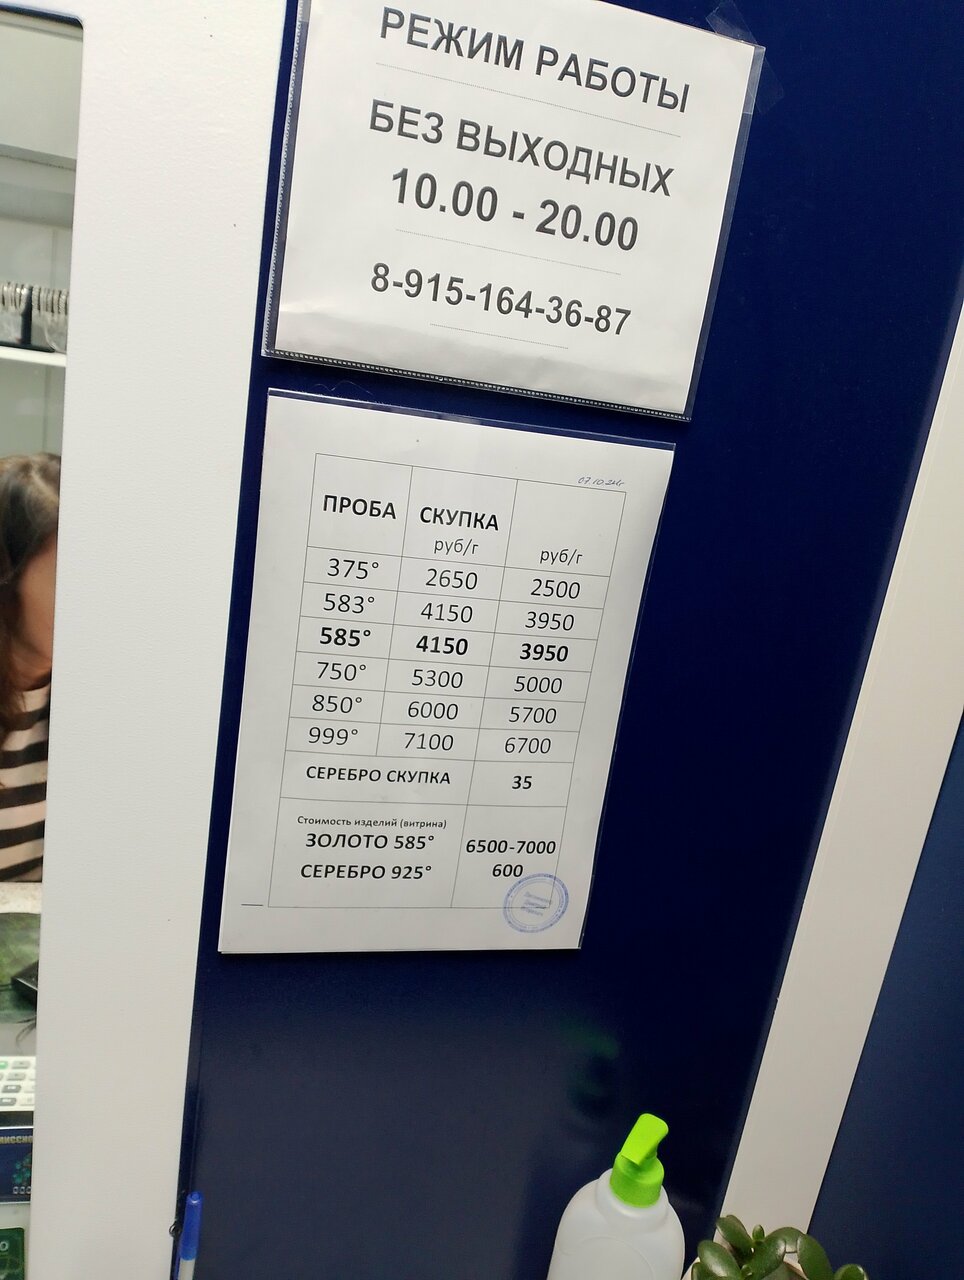 РЕЖИМ РАБОТЫ
БЕЗ ВЫХОДНЫХ
10.00 - 20.00
8-915-164-36-87
07.10.
ПРОБА СКУПКА
руб/г руб/г
375° 2650 2500
583° 4150 3950
585° 4150 3950
750° 5300 5000
850° 6000 5700
999° 7100 6700
СЕРЕБРО СКУПКА 35
Стоимость изделий (витрина)
ЗОЛОТО 585° 6500-7000
СЕРЕБРО 925° 600